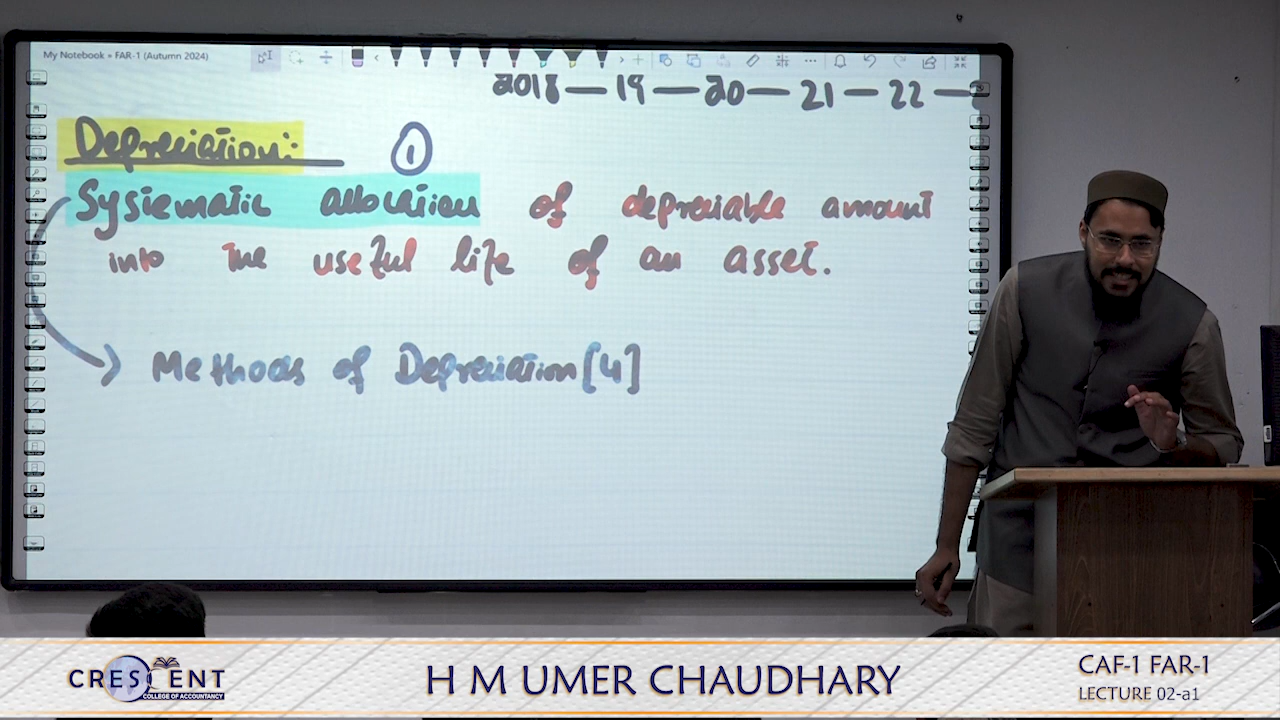 My Notebook » FAR-1 (Autumn 2024)
2018 — 19 — 20 — 21 — 22 —
Depreciation: ①
Systematic allocation of depreciable amount
into the useful life of an asset.
Methods of Depreciation [4]
CRESCENT
COLLEGE OF ACCOUNTANCY
H M UMER CHAUDHARY
CAF-1 FAR-1
LECTURE 02-a1